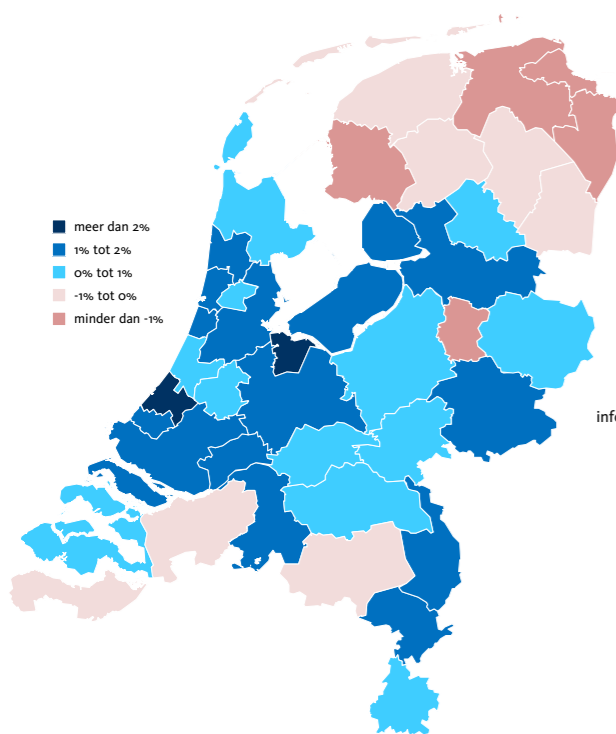 meer dan 2%
1% tot 2%
0% tot 1%
-1% tot 0%
minder dan -1%